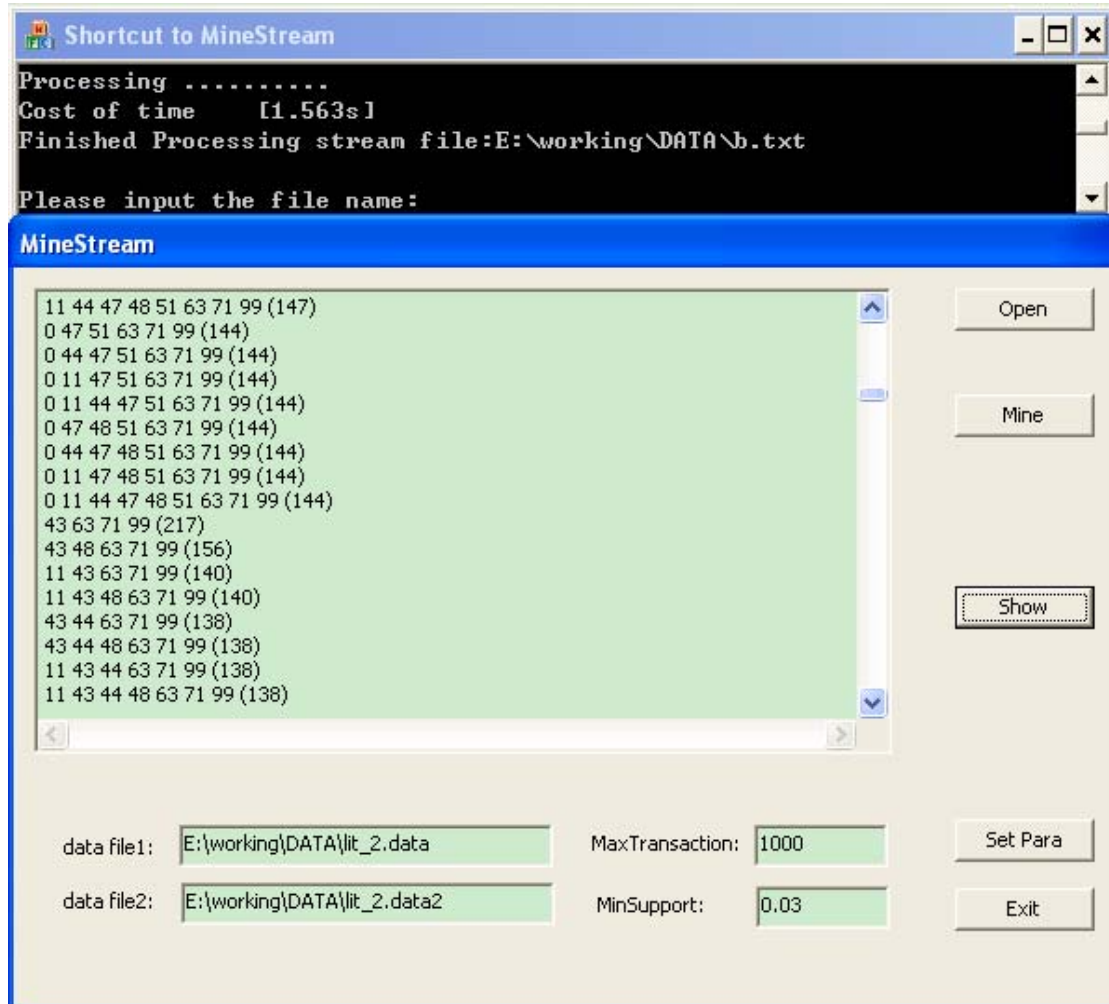 Shortcut to MineStream
Processing ..........
Cost of time    [1.563s]
Finished Processing stream file:E:\working\DATA\b.txt
Please input the file name:
MineStream
11 44 47 48 51 63 71 99 (147)
0 47 51 63 71 99 (144)
0 44 47 51 63 71 99 (144)
0 11 47 51 63 71 99 (144)
0 11 44 47 51 63 71 99 (144)
0 47 48 51 63 71 99 (144)
0 44 47 48 51 63 71 99 (144)
0 11 47 48 51 63 71 99 (144)
0 11 44 47 48 51 63 71 99 (144)
43 63 71 99 (217)
43 48 63 71 99 (156)
11 43 63 71 99 (140)
11 43 48 63 71 99 (140)
43 44 63 71 99 (138)
43 44 48 63 71 99 (138)
11 43 44 63 71 99 (138)
11 43 44 48 63 71 99 (138)
Open
Mine
Show
data file1: E:\working\DATA\lit_2.data MaxTransaction: 1000 Set Para
data file2: E:\working\DATA\lit_2.data2 MinSupport: 0.03 Exit